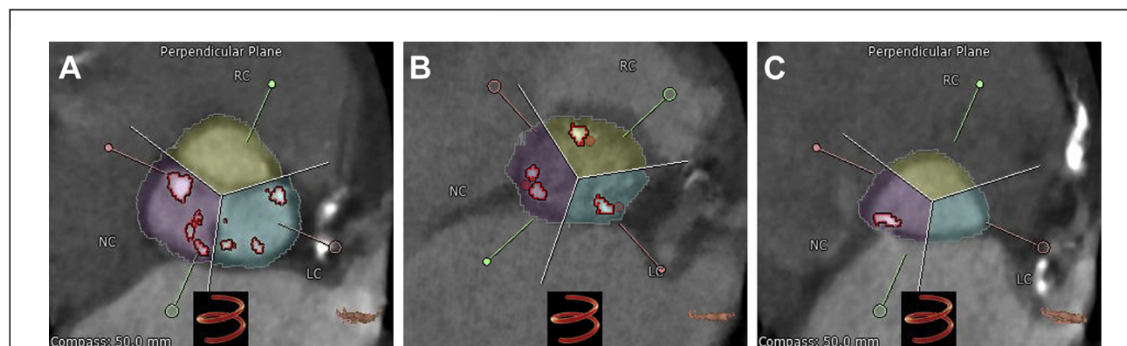 A
Perpendicular Plane
RC
NC
LC
Compass: 50.0 mm
B
RC
NC
LC
C
Perpendicular Plane
RC
NC
LC
Compass: 50.0 mm